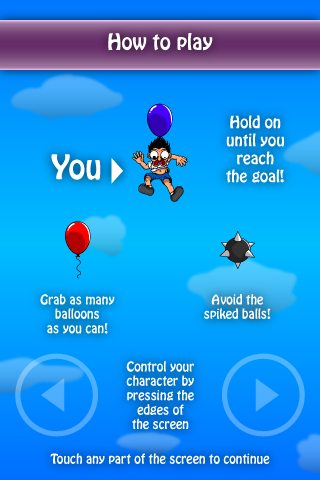 How to play
Hold on
until you
reach
the goal!
You
Grab as many
balloons
as you can!
Avoid the
spiked balls!
Control your
character by
pressing the
edges of
the screen
Touch any part of the screen to continue